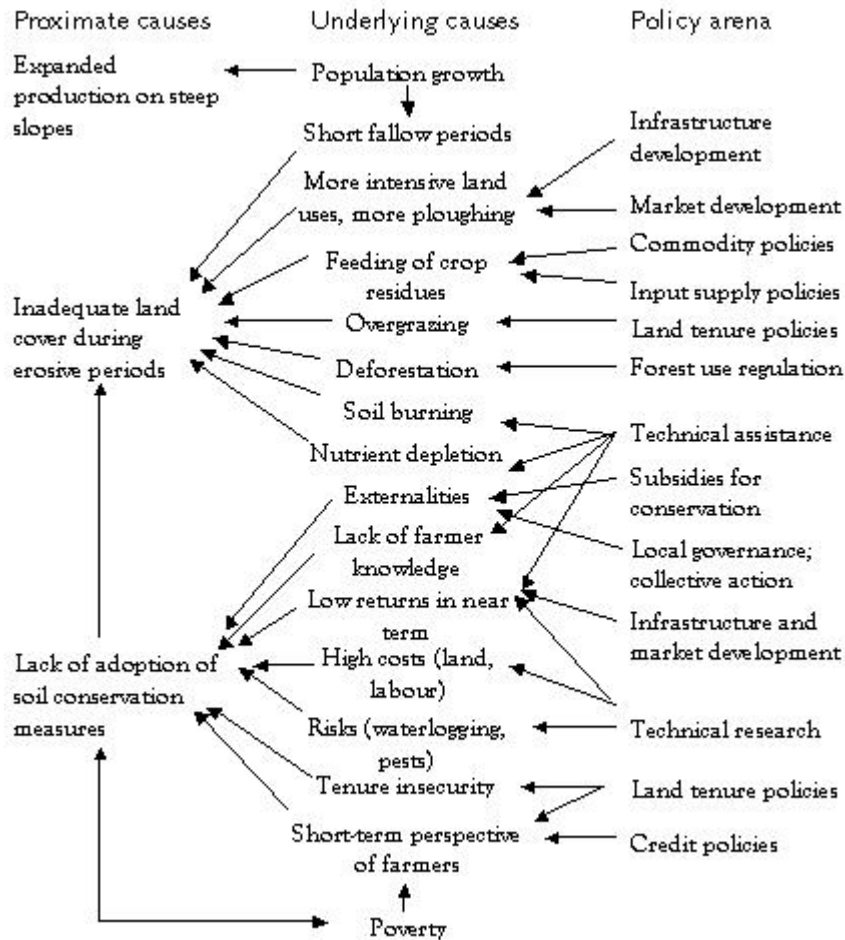 Proximate causes
Underlying causes
Policy arena
Expanded
production on steep
slopes
Population growth
Short fallow periods
More intensive land
uses, more ploughing
Feeding of crop
residues
Overgrazing
Deforestation
Soil burning
Nutrient depletion
Externalities
Lack of farmer
knowledge
Low returns in near
term
High costs (land,
labour)
Risks (waterlogging,
pests)
Tenure insecurity
Short-term perspective
of farmers
Poverty
Inadequate land
cover during
erosive periods
Lack of adoption of
soil conservation
measures
Infrastructure
development
Market development
Commodity policies
Input supply policies
Land tenure policies
Forest use regulation
Technical assistance
Subsidies for
conservation
Local governance;
collective action
Infrastructure and
market development
Technical research
Land tenure policies
Credit policies